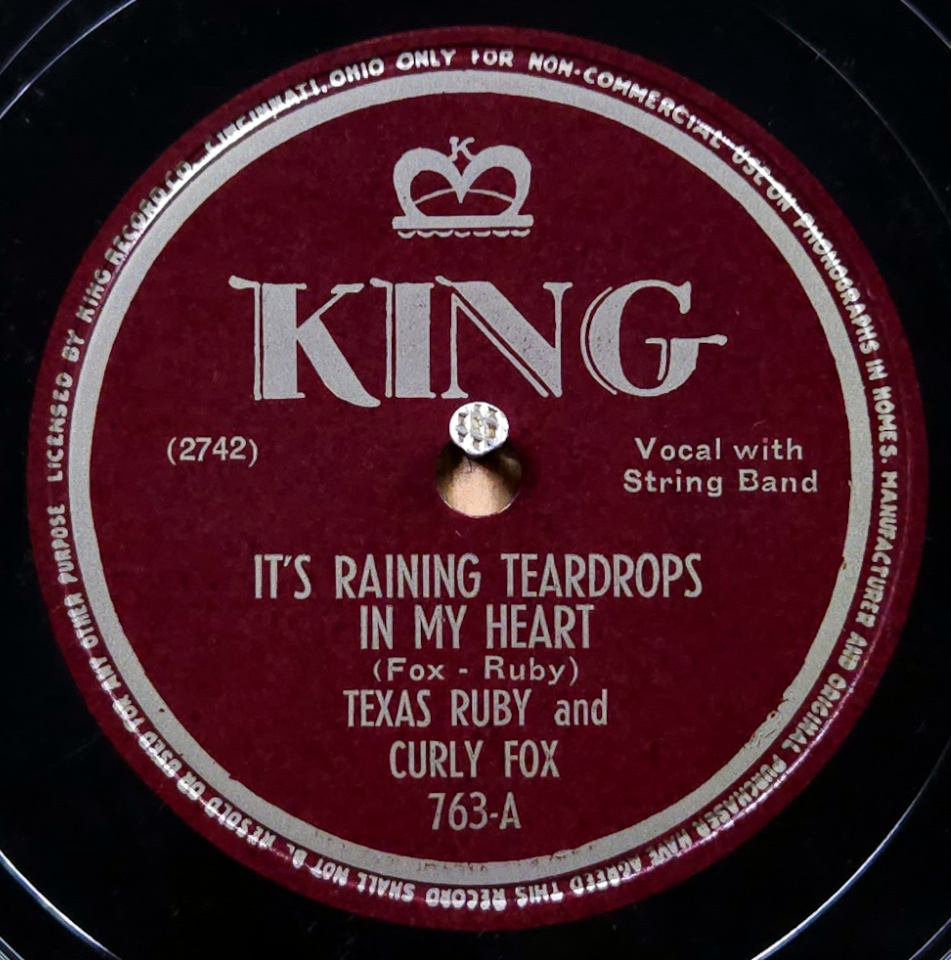 K
KING
(2742)
Vocal with
String Band
IT'S RAINING TEARDROPS
IN MY HEART
(Fox - Ruby)
TEXAS RUBY and
CURLY FOX
763-A
LICENSED BY KING RECORD CO., CINCINNATI, OHIO ONLY FOR NON-COMMERCIAL USE ON PHONOGRAPHS IN HOMES. MANUFACTURER AND ORIGINAL PURCHASER HAVE AGREED THIS RECORD SHALL NOT BE RESOLD OR USED FOR ANY OTHER PURPOSE